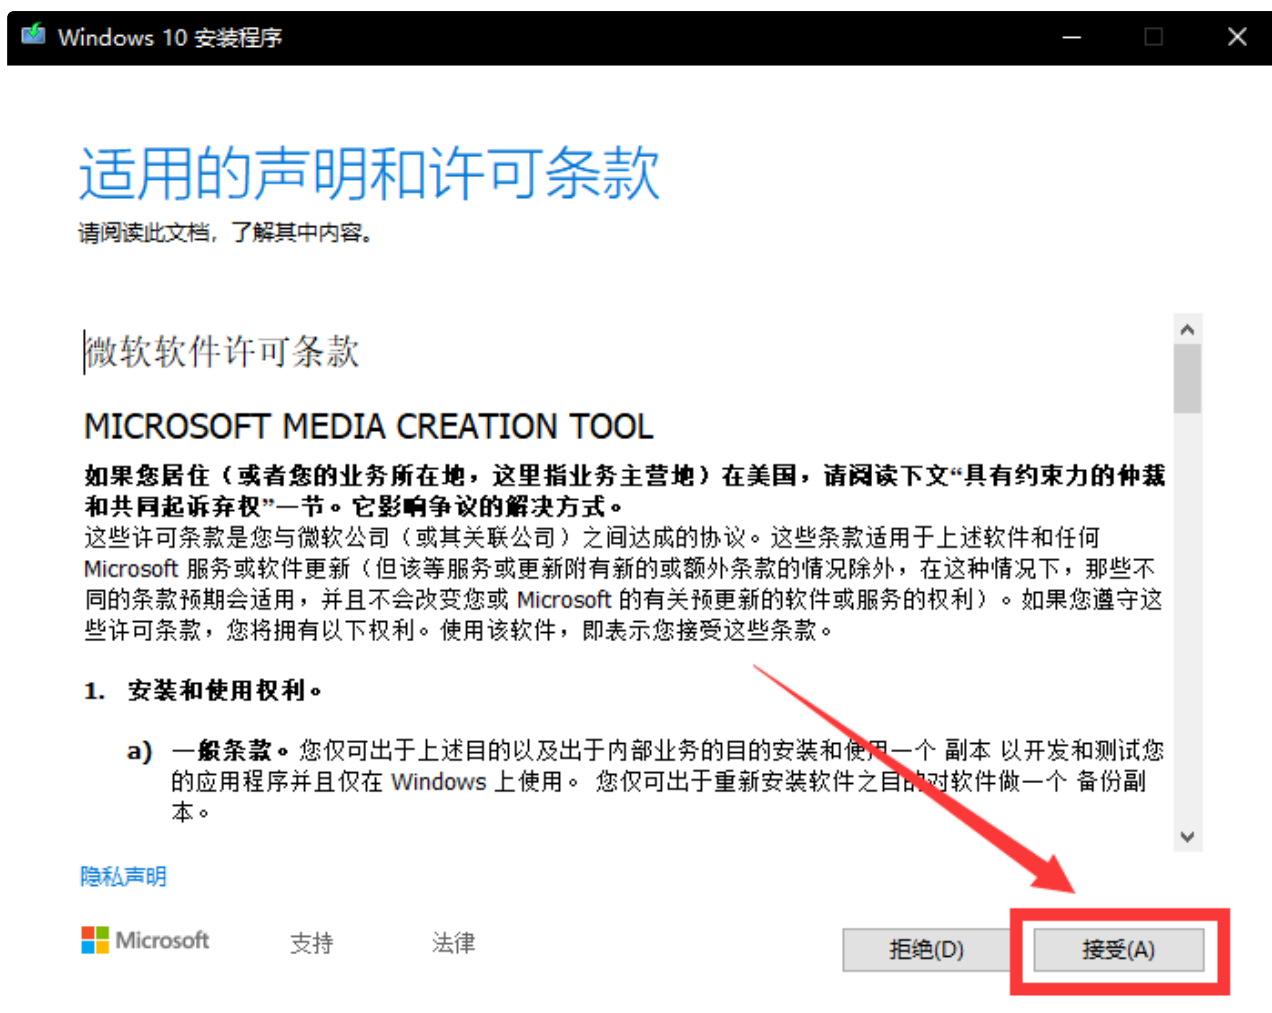 Windows 10 安装程序
适用的声明和许可条款
请阅读此文档，了解其中内容。
微软软件许可条款
MICROSOFT MEDIA CREATION TOOL
如果您居住（或者您的业务所在地，这里指业务主营地）在美国，请阅读下文“具有约束力的仲裁
和共同起诉弃权”一节。它影响争议的解决方式。
这些许可条款是您与微软公司（或其关联公司）之间达成的协议。这些条款适用于上述软件和任何
Microsoft 服务或软件更新（但该等服务或更新附有新的或额外条款的情况除外，在这种情况下，那些不
同的条款预期会适用，并且不会改变您或 Microsoft 的有关预更新的软件或服务的权利）。如果您遵守这
些许可条款，您将拥有以下权利。使用该软件，即表示您接受这些条款。
1. 安装和使用权利。
a) 一般条款。您仅可出于上述目的以及出于内部业务的目的安装和使用一个 副本 以开发和测试您
的应用程序并且仅在 Windows 上使用。 您仅可出于重新安装软件之目的对软件做一个 备份副
本。
隐私声明
Microsoft 支持 法律 拒绝(D) 接受(A)